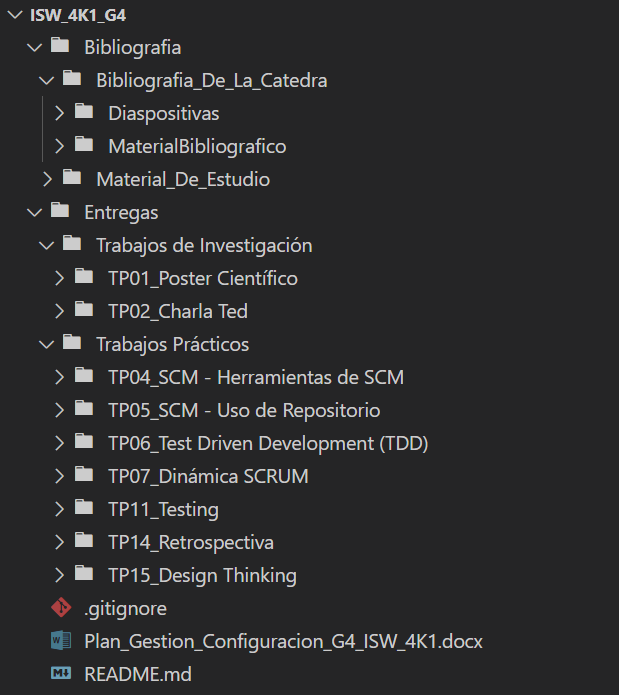 ISW_4K1_G4
Bibliografia
Bibliografia_De_La_Catedra
Diaspositivas
MaterialBibliografico
Material_De_Estudio
Entregas
Trabajos de Investigación
TP01_Poster Científico
TP02_Charla Ted
Trabajos Prácticos
TP04_SCM - Herramientas de SCM
TP05_SCM - Uso de Repositorio
TP06_Test Driven Development (TDD)
TP07_Dinámica SCRUM
TP11_Testing
TP14_Retrospectiva
TP15_Design Thinking
.gitignore
Plan_Gestion_Configuracion_G4_ISW_4K1.docx
README.md